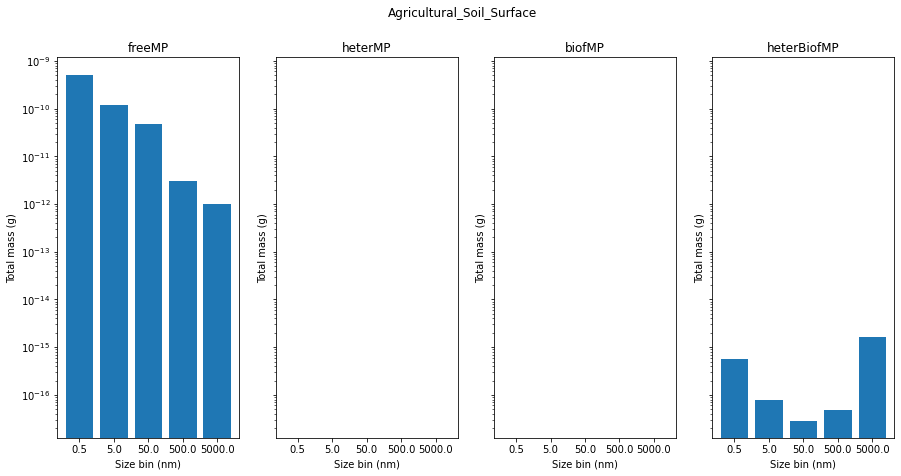 Agricultural_Soil_Surface
freeMP
heterMP
biofMP
heterBiofMP
Total mass (g)
10⁻⁹
10⁻¹⁰
10⁻¹¹
10⁻¹²
10⁻¹³
10⁻¹⁴
10⁻¹⁵
10⁻¹⁶
0.5 5.0 50.0 500.0 5000.0
Size bin (nm)
Total mass (g)
0.5 5.0 50.0 500.0 5000.0
Size bin (nm)
Total mass (g)
0.5 5.0 50.0 500.0 5000.0
Size bin (nm)
Total mass (g)
0.5 5.0 50.0 500.0 5000.0
Size bin (nm)